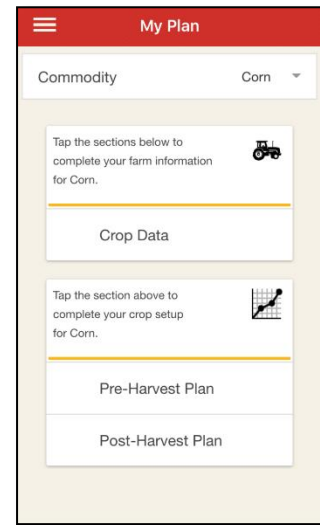 My Plan
Commodity Corn
Tap the sections below to
complete your farm information
for Corn.
Crop Data
Tap the section above to
complete your crop setup
for Corn.
Pre-Harvest Plan
Post-Harvest Plan